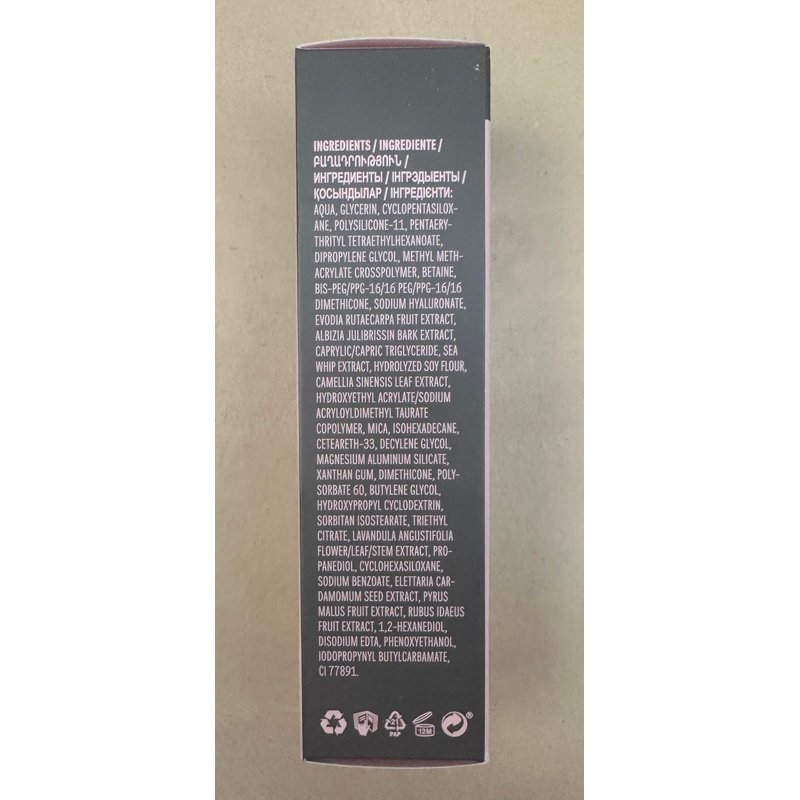 INGREDIENTS / INGREDIENTE /
ԲԱՂԱԴՐՈՒԹՅՈՒՆ /
ИНГРЕДИЕНТЫ / ІНГРЭДЫЕНТЫ /
ҚОСЫНДЫЛАР / ІНГРЕДІЄНТИ:
AQUA, GLYCERIN, CYCLOPENTASILOX-
ANE, POLYSILICONE-11, PENTAERY-
THRITYL TETRAETHYLHEXANOATE,
DIPROPYLENE GLYCOL, METHYL METH-
ACRYLATE CROSSPOLYMER, BETAINE,
BIS-PEG/PPG-16/16 PEG/PPG-16/16
DIMETHICONE, SODIUM HYALURONATE,
EVODIA RUTAECARPA FRUIT EXTRACT,
ALBIZIA JULIBRISSIN BARK EXTRACT,
CAPRYLIC/CAPRIC TRIGLYCERIDE, SEA
WHIP EXTRACT, HYDROLYZED SOY FLOUR,
CAMELLIA SINENSIS LEAF EXTRACT,
HYDROXYETHYL ACRYLATE/SODIUM
ACRYLOYLDIMETHYL TAURATE
COPOLYMER, MICA, ISOHEXADECANE,
CETEARETH-33, DECYLENE GLYCOL,
MAGNESIUM ALUMINUM SILICATE,
XANTHAN GUM, DIMETHICONE, POLY-
SORBATE 60, BUTYLENE GLYCOL,
HYDROXYPROPYL CYCLODEXTRIN,
SORBITAN ISOSTEARATE, TRIETHYL
CITRATE, LAVANDULA ANGUSTIFOLIA
FLOWER/LEAF/STEM EXTRACT, PRO-
PANEDIOL, CYCLOHEXASILOXANE,
SODIUM BENZOATE, ELETTARIA CAR-
DAMOMUM SEED EXTRACT, PYRUS
MALUS FRUIT EXTRACT, RUBUS IDAEUS
FRUIT EXTRACT, 1,2-HEXANEDIOL,
DISODIUM EDTA, PHENOXYETHANOL,
IODOPROPYNYL BUTYLCARBAMATE,
CI 77891.
21 PAP 12M ®